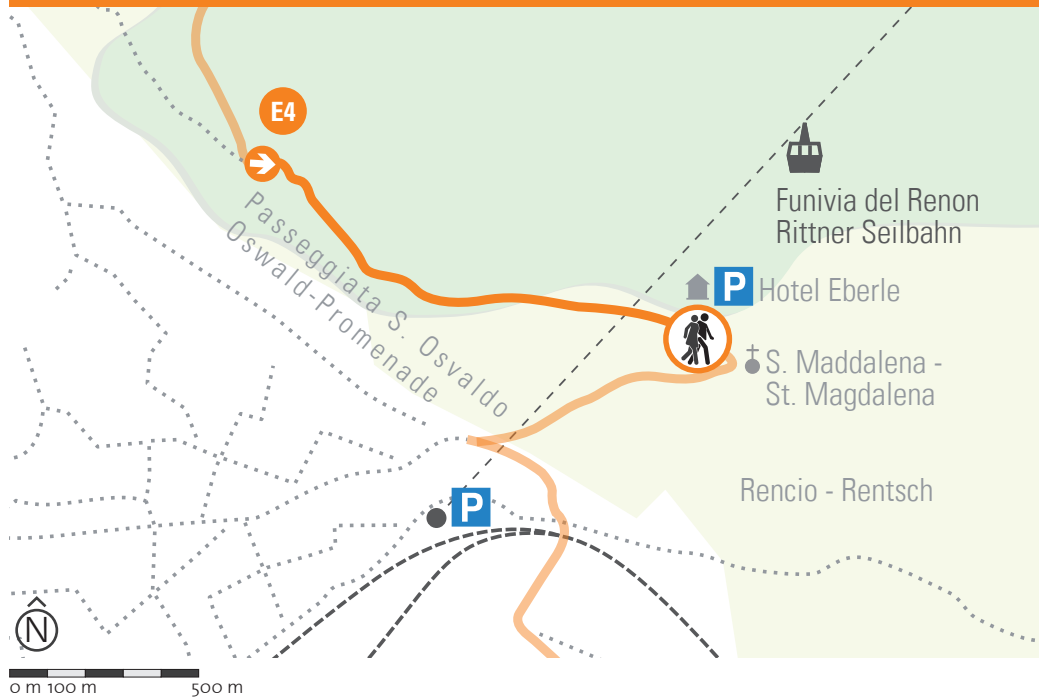 E4
Funivia del Renon
Rittner Seilbahn
Passeggiata S. Osvaldo
Oswald-Promenade
P Hotel Eberle
S. Maddalena -
St. Magdalena
Rencio - Rentsch
P
N
0 m 100 m 500 m